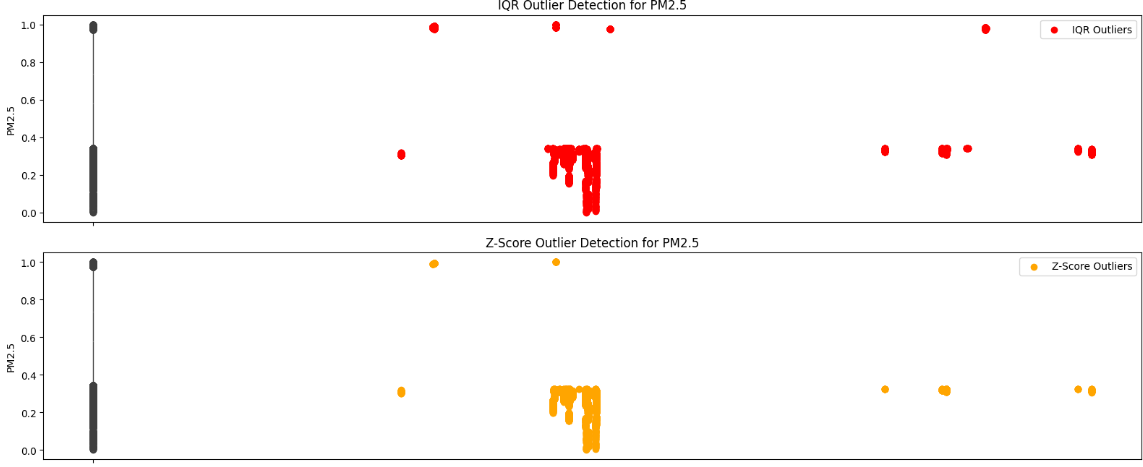 IQR Outlier Detection for PM2.5
1.0
IQR Outliers
0.8
0.6
PM2.5
0.4
0.2
0.0
Z-Score Outlier Detection for PM2.5
1.0
Z-Score Outliers
0.8
0.6
PM2.5
0.4
0.2
0.0